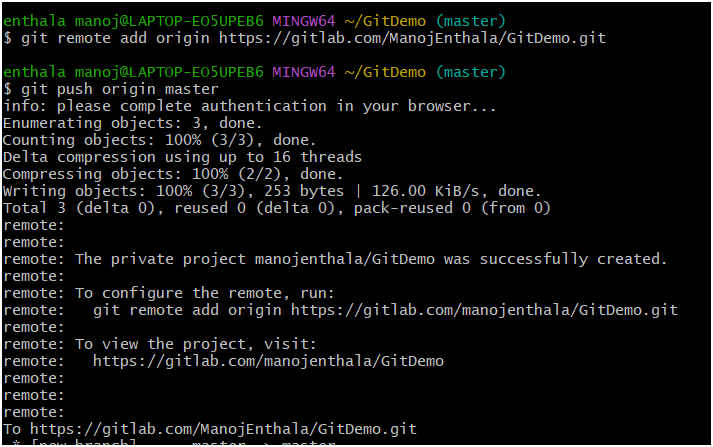 enthala manoj@LAPTOP-EO5UPEB6 MINGW64 ~/GitDemo (master)
$ git remote add origin https://gitlab.com/ManojEnthala/GitDemo.git
enthala manoj@LAPTOP-EO5UPEB6 MINGW64 ~/GitDemo (master)
$ git push origin master
info: please complete authentication in your browser...
Enumerating objects: 3, done.
Counting objects: 100% (3/3), done.
Delta compression using up to 16 threads
Compressing objects: 100% (2/2), done.
Writing objects: 100% (3/3), 253 bytes | 126.00 KiB/s, done.
Total 3 (delta 0), reused 0 (delta 0), pack-reused 0 (from 0)
remote:
remote:
remote: The private project manojenthala/GitDemo was successfully created.
remote:
remote: To configure the remote, run:
remote:   git remote add origin https://gitlab.com/manojenthala/GitDemo.git
remote:
remote: To view the project, visit:
remote:   https://gitlab.com/manojenthala/GitDemo
remote:
remote:
remote:
To https://gitlab.com/ManojEnthala/GitDemo.git
 * [new branch]      master -> master